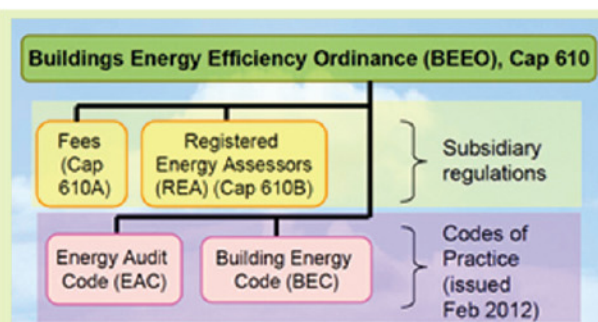 Buildings Energy Efficiency Ordinance (BEEO), Cap 610
Fees
(Cap
610A)
Registered
Energy Assessors
(REA) (Cap 610B)
Subsidiary
regulations
Energy Audit
Code (EAC)
Building Energy
Code (BEC)
Codes of
Practice
(issued
Feb 2012)